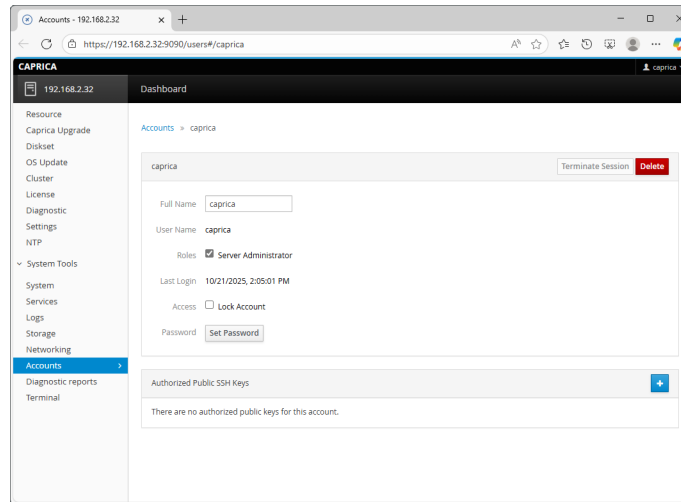 Accounts - 192.168.2.32
https://192.168.2.32:9090/users#/caprica
CAPRICA
caprica
192.168.2.32
Dashboard
Resource
Caprica Upgrade
Diskset
OS Update
Cluster
License
Diagnostic
Settings
NTP
System Tools
System
Services
Logs
Storage
Networking
Accounts
Diagnostic reports
Terminal
Accounts » caprica
caprica
Terminate Session
Delete
Full Name caprica
User Name caprica
Roles Server Administrator
Last Login 10/21/2025, 2:05:01 PM
Access Lock Account
Password Set Password
Authorized Public SSH Keys
There are no authorized public keys for this account.